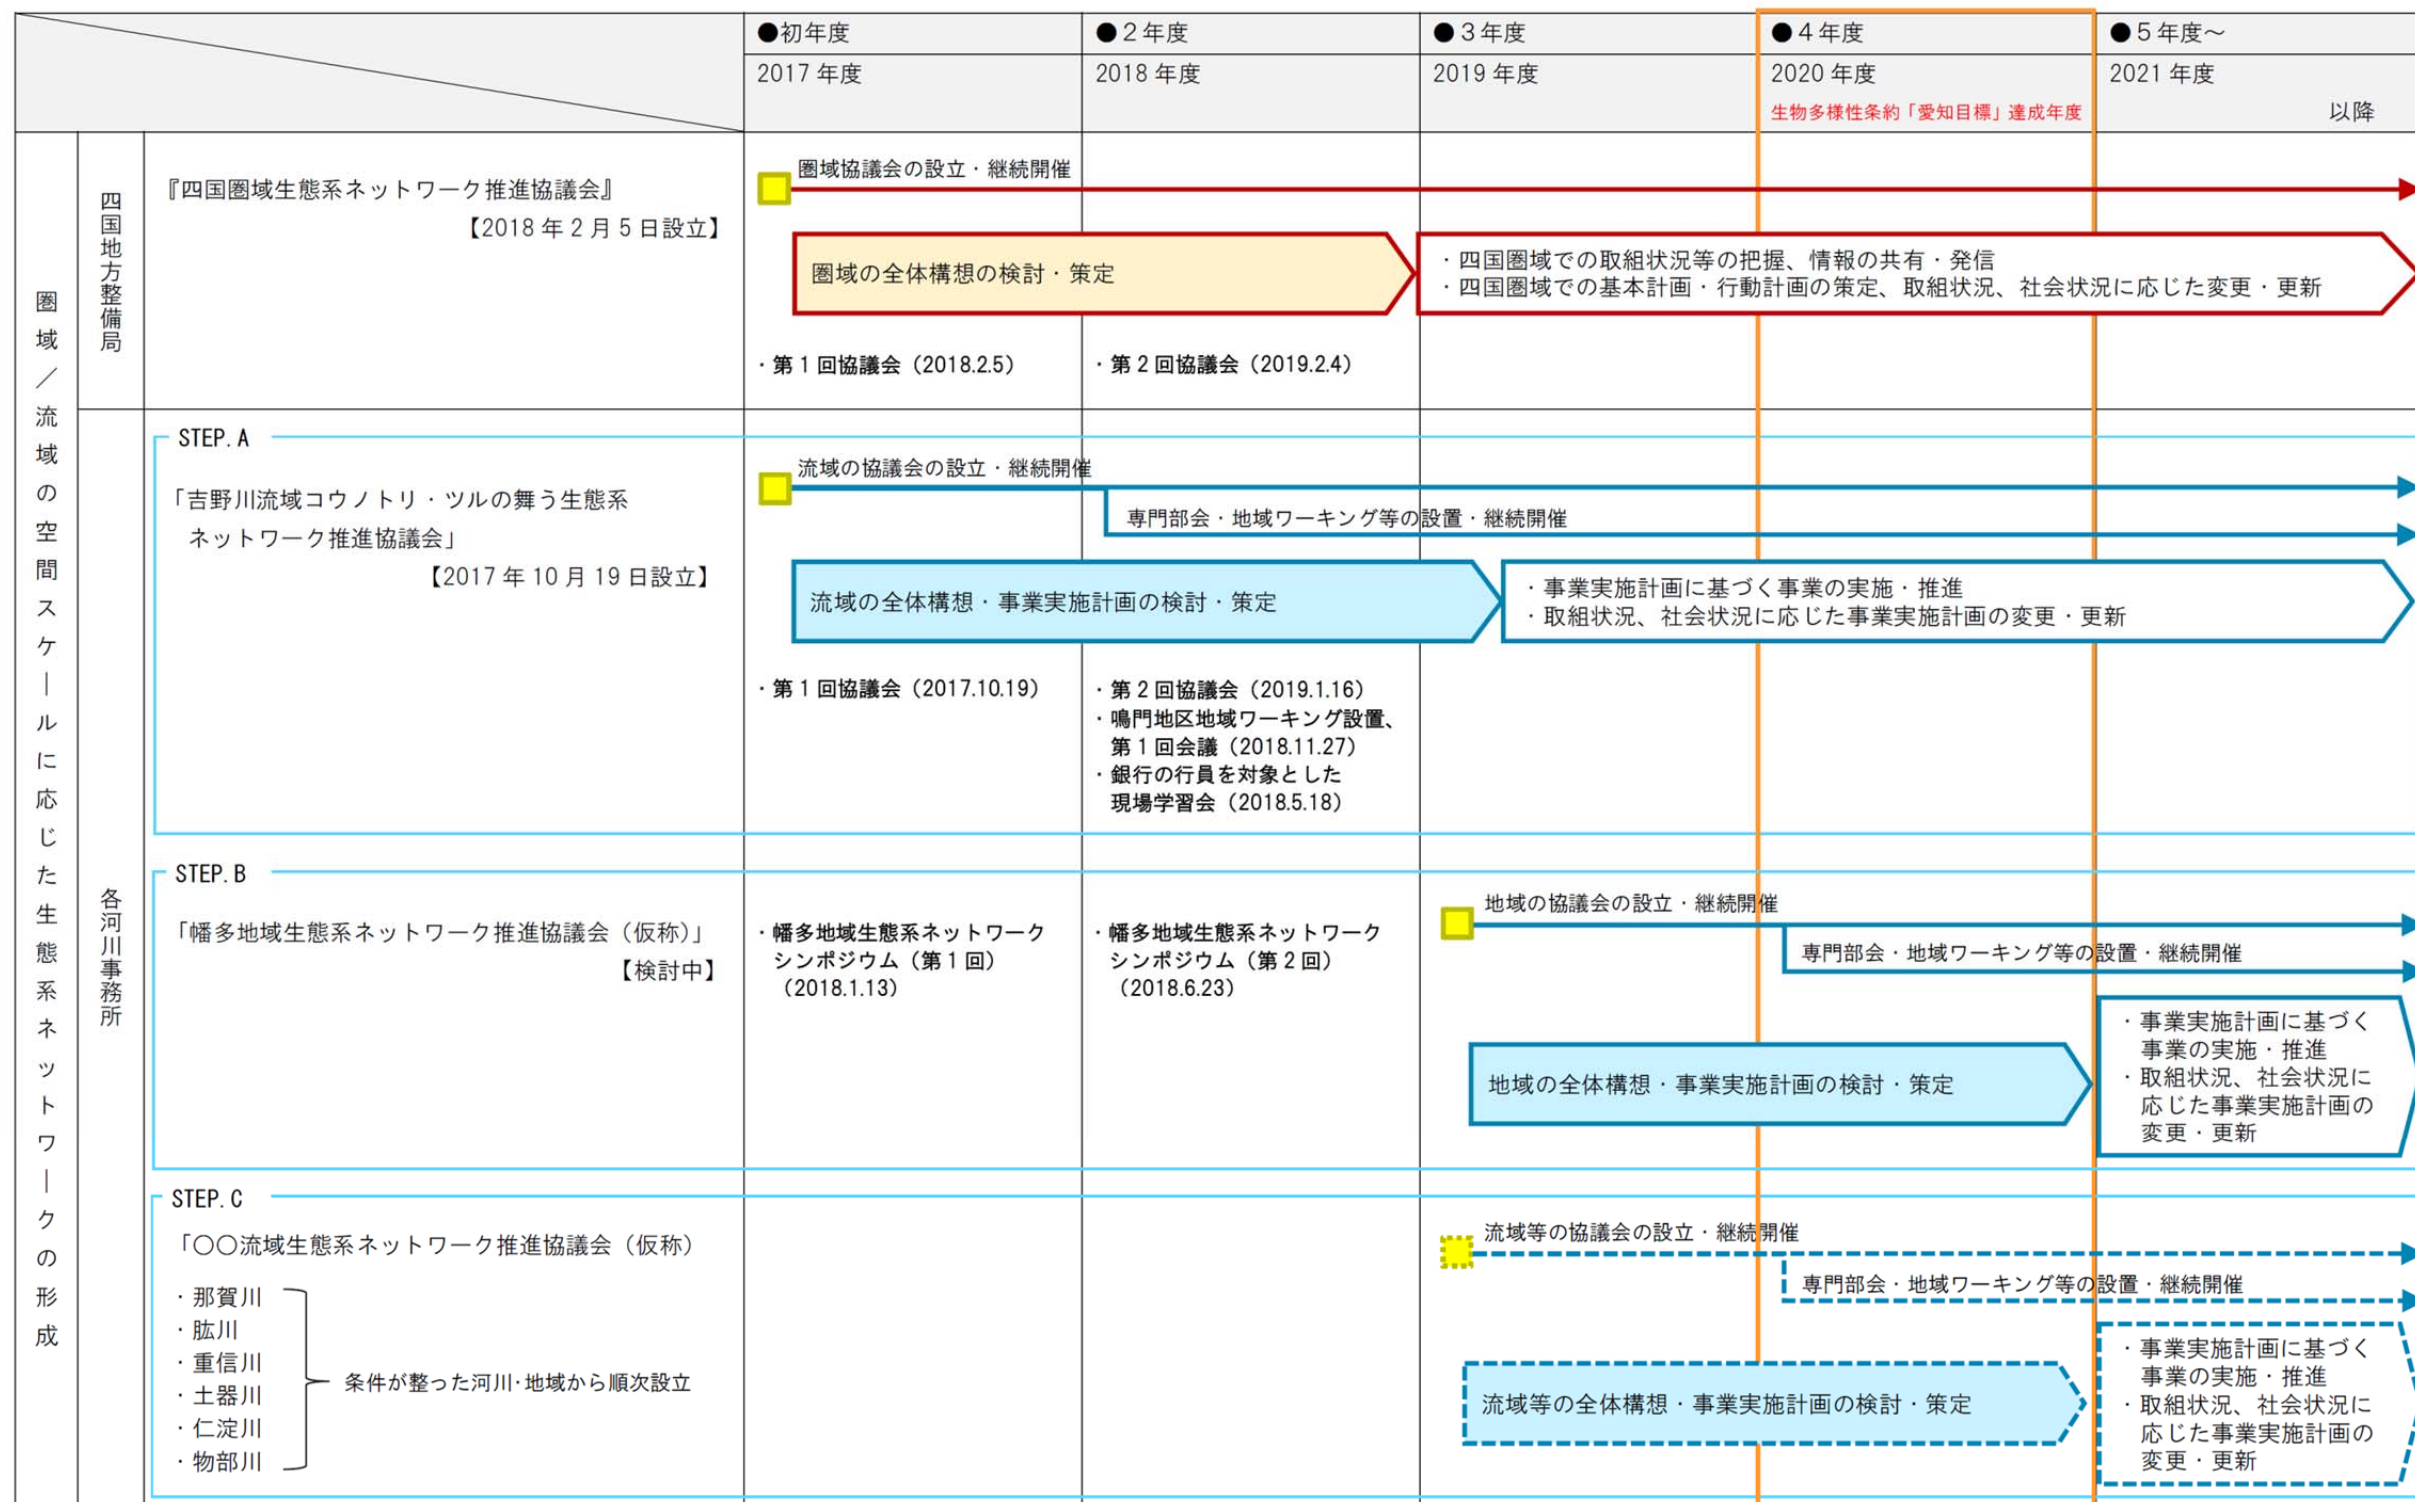 ●初年度
●２年度
●３年度
●４年度
●５年度～
2017 年度
2018 年度
2019 年度
2020 年度
生物多様性条約「愛知目標」達成年度
2021 年度
以降
圏域／流域の空間スケールに応じた生態系ネットワークの形成
四国地方整備局
『四国圏域生態系ネットワーク推進協議会』
【2018 年 2 月 5 日設立】
圏域協議会の設立・継続開催
圏域の全体構想の検討・策定
・四国圏域での取組状況等の把握、情報の共有・発信
・四国圏域での基本計画・行動計画の策定、取組状況、社会状況に応じた変更・更新
・第１回協議会（2018.2.5）
・第２回協議会（2019.2.4）
各河川事務所
STEP. A
「吉野川流域コウノトリ・ツルの舞う生態系
ネットワーク推進協議会」
【2017 年 10 月 19 日設立】
流域の協議会の設立・継続開催
専門部会・地域ワーキング等の設置・継続開催
流域の全体構想・事業実施計画の検討・策定
・事業実施計画に基づく事業の実施・推進
・取組状況、社会状況に応じた事業実施計画の変更・更新
・第１回協議会（2017.10.19）
・第２回協議会（2019.1.16）
・鳴門地区地域ワーキング設置、
第１回会議（2018.11.27）
・銀行の行員を対象とした
現場学習会（2018.5.18）
STEP. B
「幡多地域生態系ネットワーク推進協議会（仮称）」
【検討中】
・幡多地域生態系ネットワーク
シンポジウム（第１回）
（2018.1.13）
・幡多地域生態系ネットワーク
シンポジウム（第２回）
（2018.6.23）
地域の協議会の設立・継続開催
専門部会・地域ワーキング等の設置・継続開催
地域の全体構想・事業実施計画の検討・策定
・事業実施計画に基づく
事業の実施・推進
・取組状況、社会状況に
応じた事業実施計画の
変更・更新
STEP. C
「〇〇流域生態系ネットワーク推進協議会（仮称）
・那賀川
・肱川
・重信川
・土器川
・仁淀川
・物部川
条件が整った河川･地域から順次設立
流域等の協議会の設立・継続開催
専門部会・地域ワーキング等の設置・継続開催
流域等の全体構想・事業実施計画の検討・策定
・事業実施計画に基づく
事業の実施・推進
・取組状況、社会状況に
応じた事業実施計画の
変更・更新